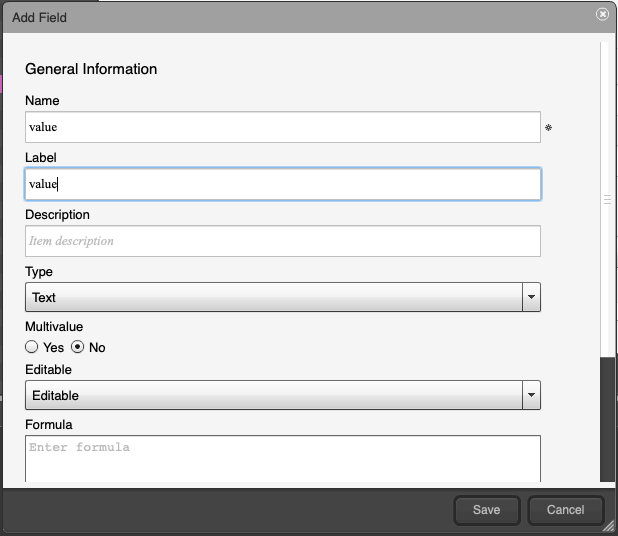 Add Field
General Information
Name
value
Label
value
Description
Item description
Type
Text
Multivalue
Yes No
Editable
Editable
Formula
Enter formula
Save Cancel